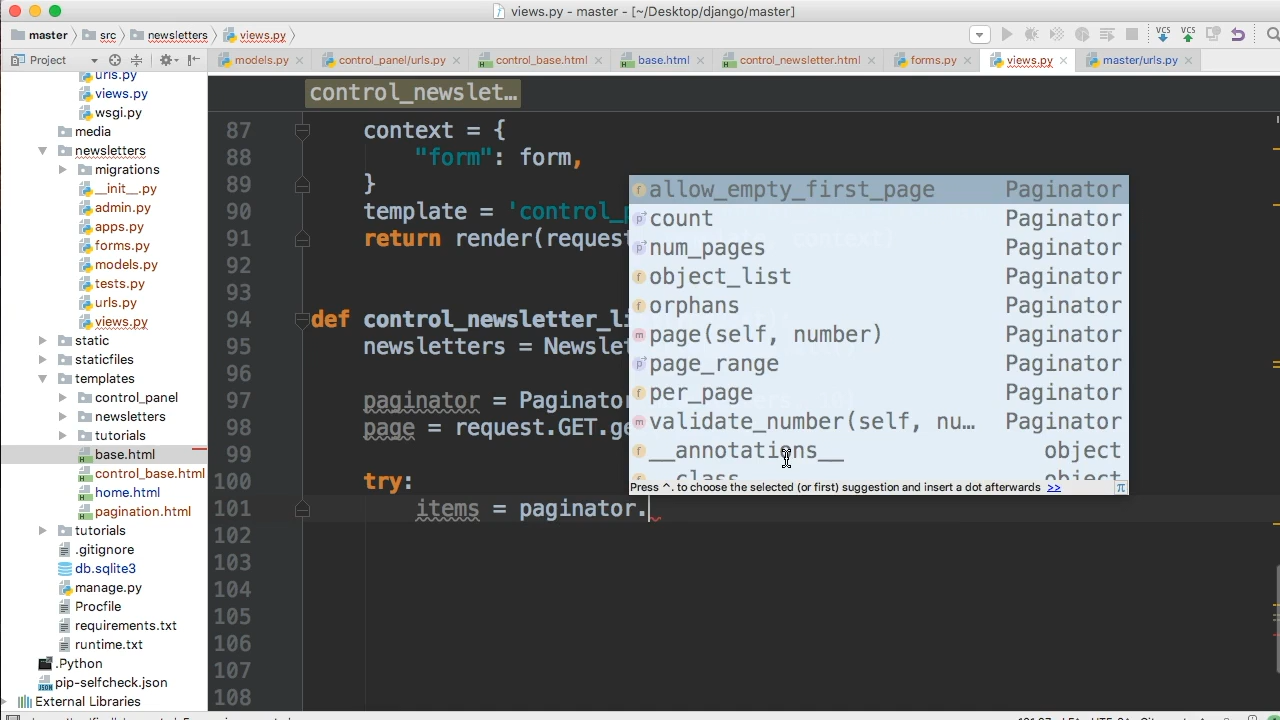 views.py - master - [~/Desktop/django/master]
master src newsletters views.py
VCS VCS
Project models.py control_panel/urls.py control_base.html base.html control_newsletter.html forms.py views.py master/urls.py
urls.py
views.py
wsgi.py
media
newsletters
migrations
__init__.py
admin.py
apps.py
forms.py
models.py
tests.py
urls.py
views.py
static
staticfiles
templates
control_panel
newsletters
tutorials
base.html
control_base.html
home.html
pagination.html
tutorials
.gitignore
db.sqlite3
manage.py
Procfile
requirements.txt
runtime.txt
.Python
pip-selfcheck.json
External Libraries
control_newslet…
87 context = {
88 "form": form,
89 }
90 template = 'control_p
91 return render(request
92
93
94 def control_newsletter_li
95 newsletters = Newslet
96
97 paginator = Paginator
98 page = request.GET.ge
99
100 try:
101 items = paginator.
102
103
104
105
106
107
108
allow_empty_first_page Paginator
count Paginator
num_pages Paginator
object_list Paginator
orphans Paginator
page(self, number) Paginator
page_range Paginator
per_page Paginator
validate_number(self, nu… Paginator
__annotations__ object
__class__ object
Press ^. to choose the selected (or first) suggestion and insert a dot afterwards >>